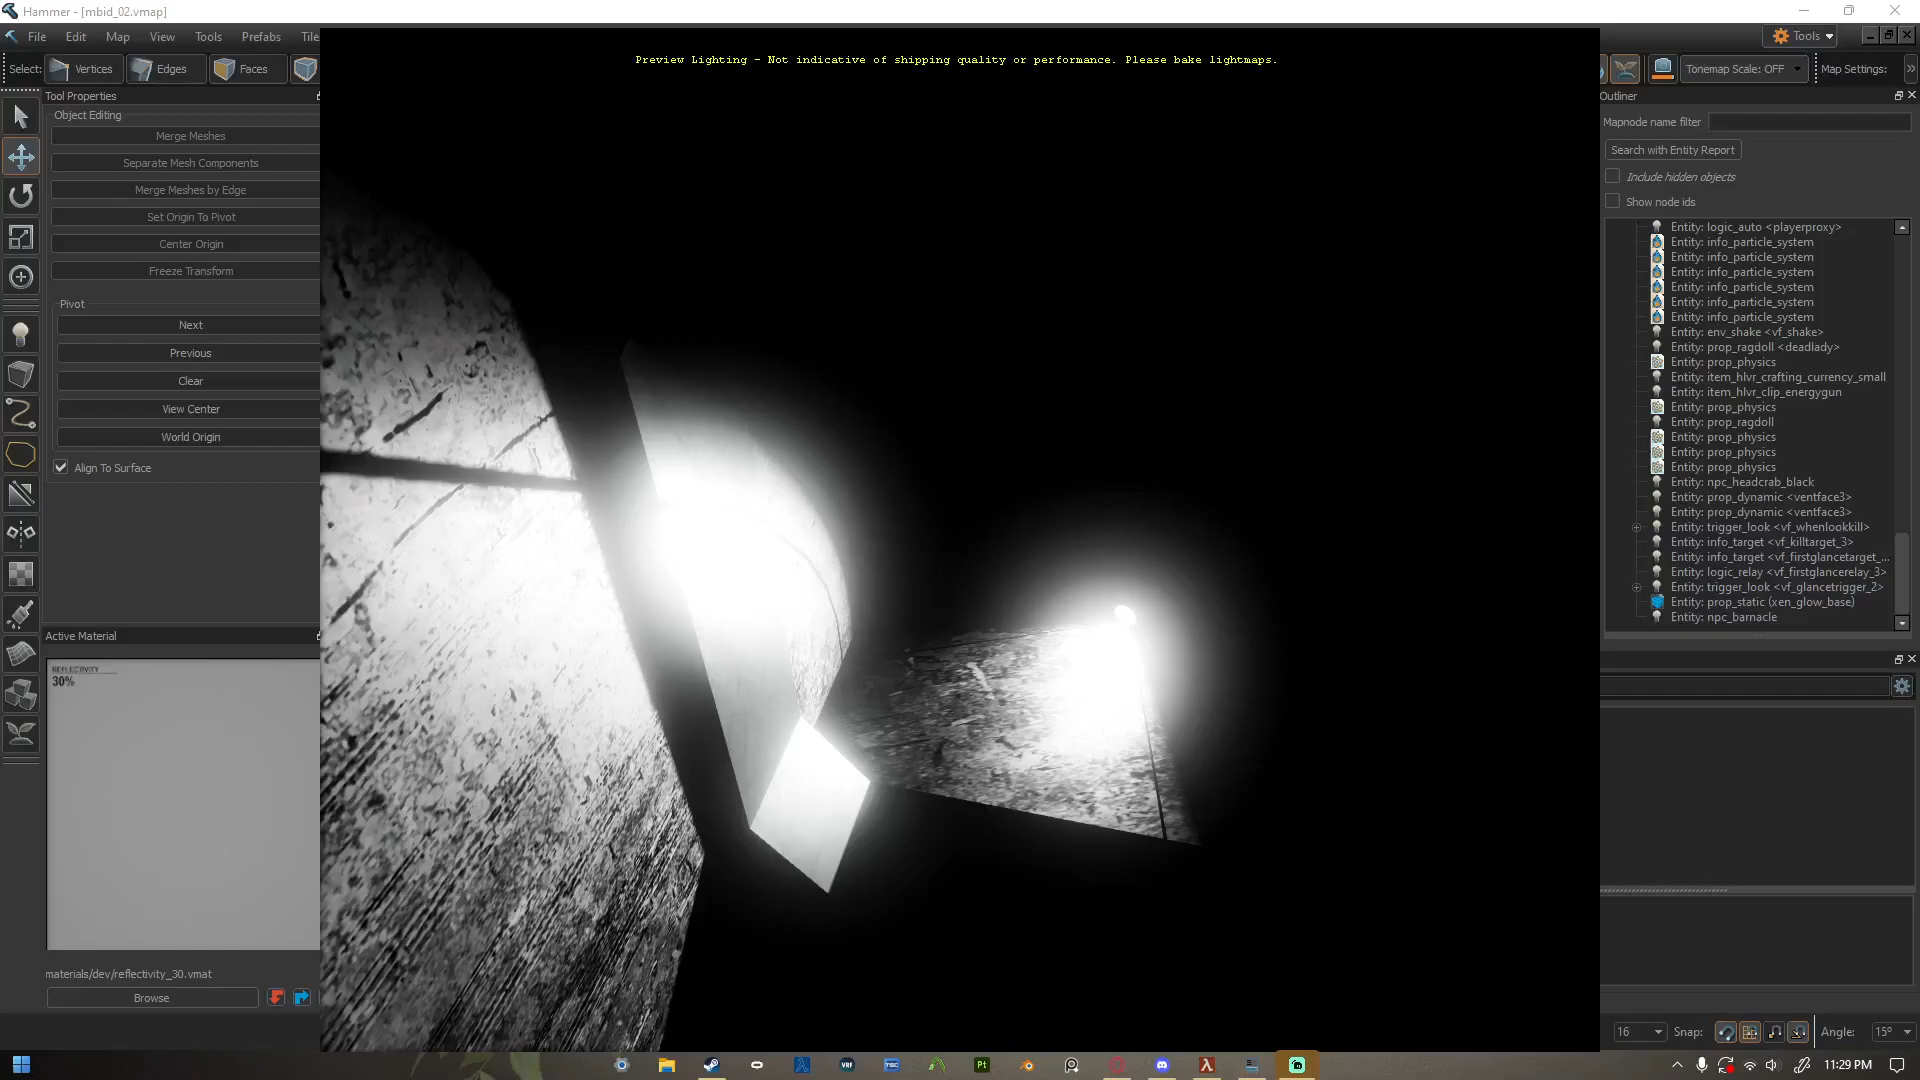 Hammer - [mbid_02.vmap]
File Edit Map View Tools Prefabs Tile
Tools
Select: Vertices Edges Faces
Tonemap Scale: OFF
Map Settings:
Preview Lighting - Not indicative of shipping quality or performance. Please bake lightmaps.
Tool Properties
Object Editing
Merge Meshes
Separate Mesh Components
Merge Meshes by Edge
Set Origin To Pivot
Center Origin
Freeze Transform
Pivot
Next
Previous
Clear
View Center
World Origin
Align To Surface
Active Material
REFLECTIVITY
30%
materials/dev/reflectivity_30.vmat
Browse
Outliner
Mapnode name filter
Search with Entity Report
Include hidden objects
Show node ids
Entity: logic_auto <playerproxy>
Entity: info_particle_system
Entity: info_particle_system
Entity: info_particle_system
Entity: info_particle_system
Entity: info_particle_system
Entity: info_particle_system
Entity: env_shake <vf_shake>
Entity: prop_ragdoll <deadlady>
Entity: prop_physics
Entity: item_hlvr_crafting_currency_small
Entity: item_hlvr_clip_energygun
Entity: prop_physics
Entity: prop_ragdoll
Entity: prop_physics
Entity: prop_physics
Entity: prop_physics
Entity: npc_headcrab_black
Entity: prop_dynamic <ventface3>
Entity: prop_dynamic <ventface3>
Entity: trigger_look <vf_whenlookkill>
Entity: info_target <vf_killtarget_3>
Entity: info_target <vf_firstglancetarget_...
Entity: logic_relay <vf_firstglancerelay_3>
Entity: trigger_look <vf_glancetrigger_2>
Entity: prop_static (xen_glow_base)
Entity: npc_barnacle
16 Snap: Angle: 15°
VRF
TSC
Pt
11:29 PM